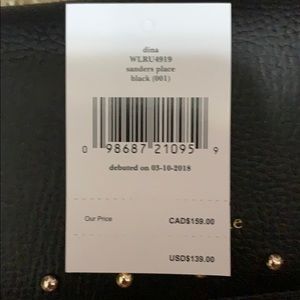 dina
WLRU4919
sanders place
black (001)
0 98687 21095 9
debuted on 03-10-2018
Our Price CAD$159.00
USD$139.00